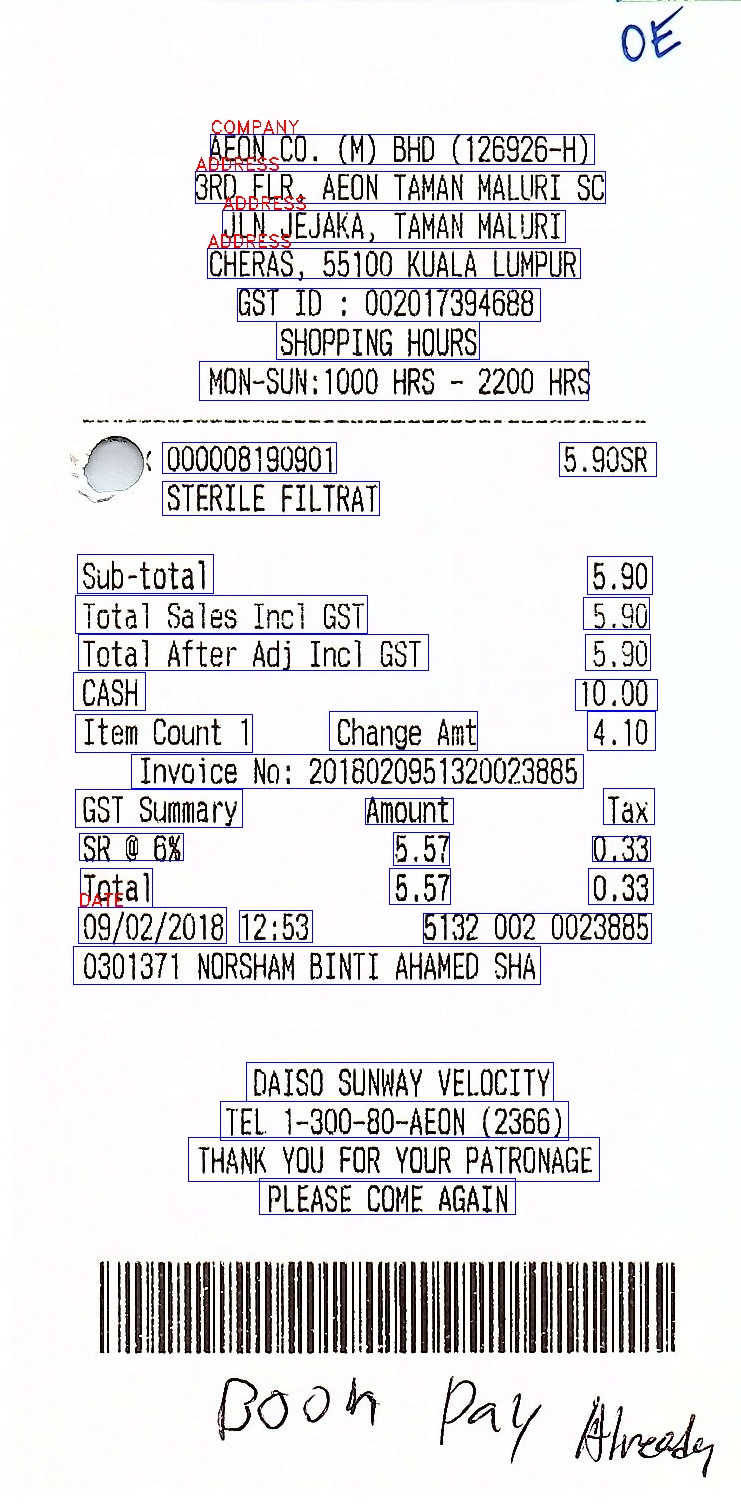 OE
COMPANY
AEON CO. (M) BHD (126926-H)
ADDRESS
3RD FLR, AEON TAMAN MALURI SC
ADDRESS
JLN JEJAKA, TAMAN MALURI
ADDRESS
CHERAS, 55100 KUALA LUMPUR
GST ID : 002017394688
SHOPPING HOURS
MON-SUN:1000 HRS - 2200 HRS
000008190901 5.90SR
STERILE FILTRAT
Sub-total 5.90
Total Sales Incl GST 5.90
Total After Adj Incl GST 5.90
CASH 10.00
Item Count 1 Change Amt 4.10
Invoice No: 2018020951320023885
GST Summary Amount Tax
SR @ 6% 5.57 0.33
Total 5.57 0.33
DATE
09/02/2018 12:53 5132 002 0023885
0301371 NORSHAM BINTI AHAMED SHA
DAISO SUNWAY VELOCITY
TEL 1-300-80-AEON (2366)
THANK YOU FOR YOUR PATRONAGE
PLEASE COME AGAIN
Boon Pay Already